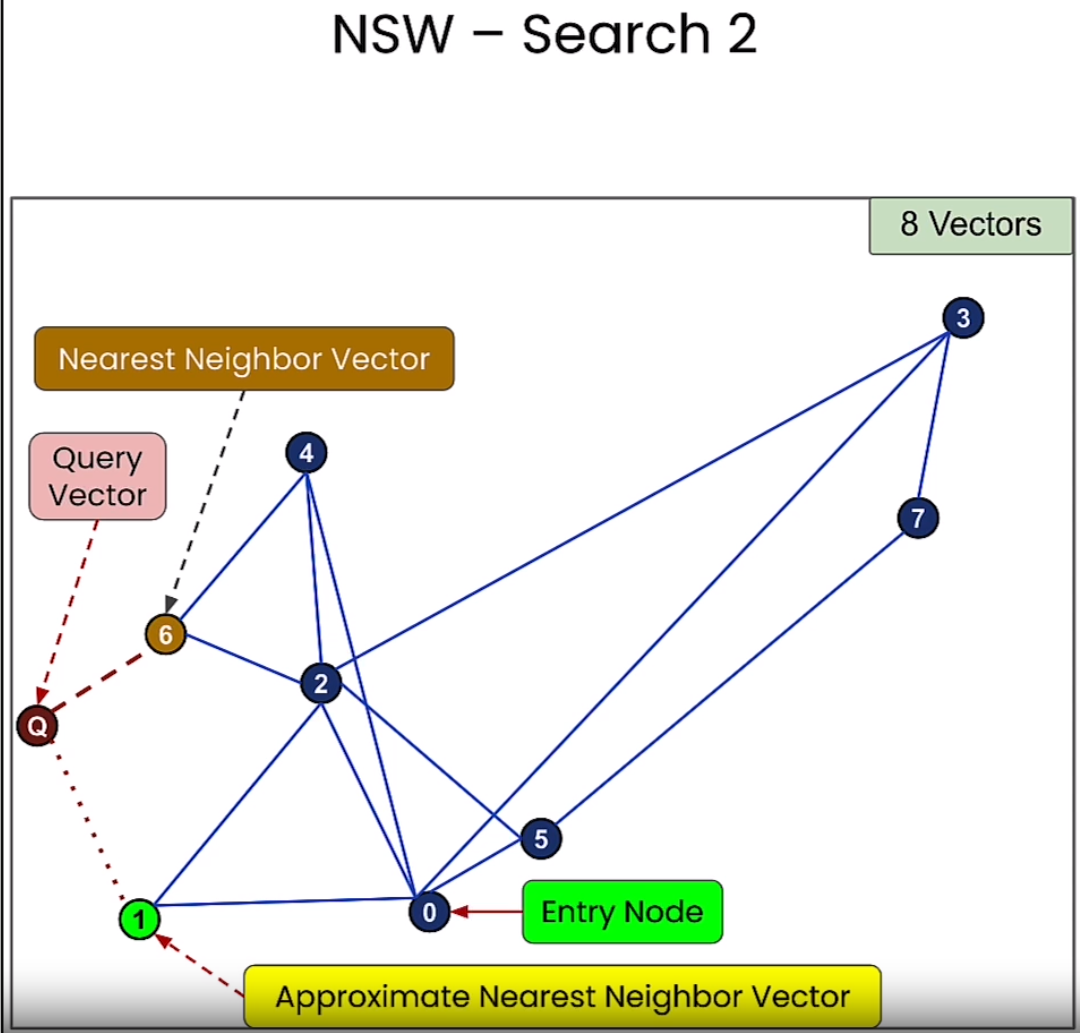 NSW – Search 2
8 Vectors
3
Nearest Neighbor Vector
4
Query
Vector
7
6
2
Q
5
1
0
Entry Node
Approximate Nearest Neighbor Vector